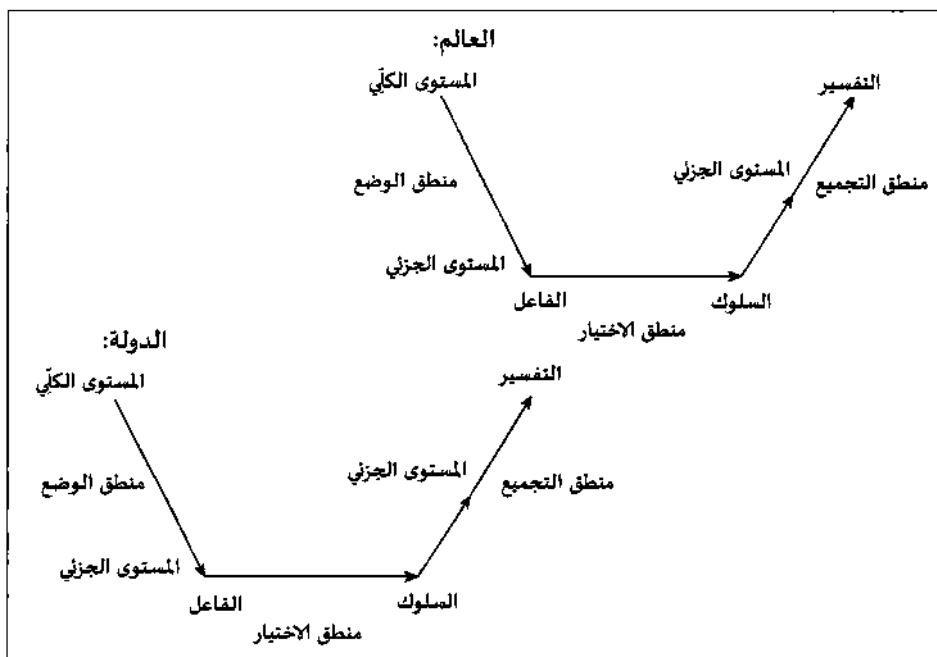 العالم:
المستوى الكلّي
التفسير
المستوى الجزئي
منطق الوضع
منطق التجميع
المستوى الجزئي
الفاعل
السلوك
منطق الاختيار
الدولة:
المستوى الكلّي
التفسير
المستوى الجزئي
منطق الوضع
منطق التجميع
المستوى الجزئي
الفاعل
السلوك
منطق الاختيار